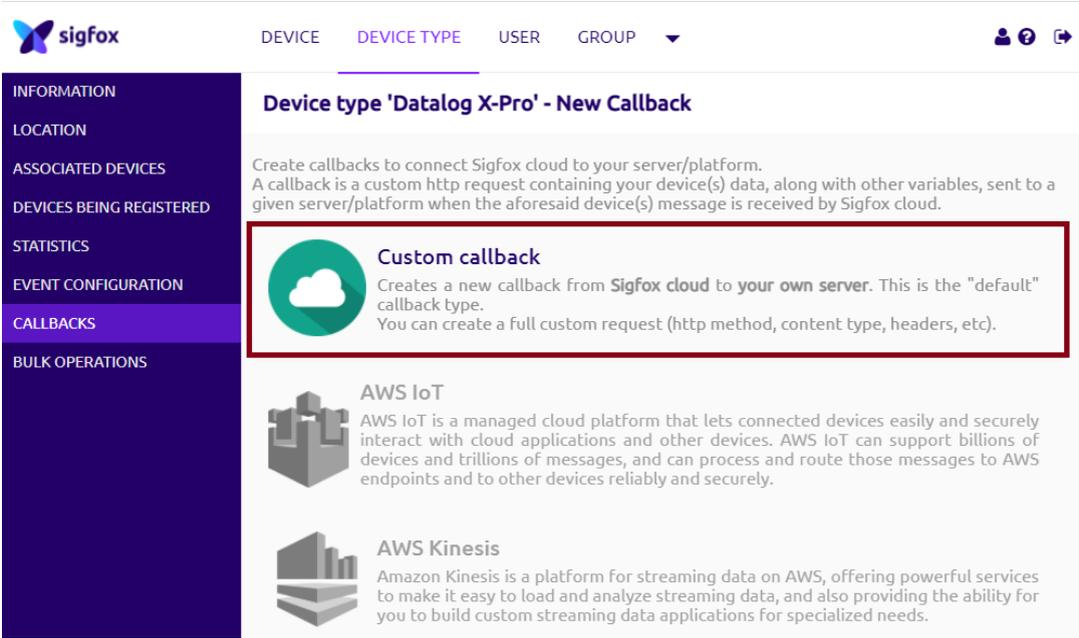 sigfox
DEVICE DEVICE TYPE USER GROUP
INFORMATION
LOCATION
ASSOCIATED DEVICES
DEVICES BEING REGISTERED
STATISTICS
EVENT CONFIGURATION
CALLBACKS
BULK OPERATIONS
Device type 'Datalog X-Pro' - New Callback
Create callbacks to connect Sigfox cloud to your server/platform.
A callback is a custom http request containing your device(s) data, along with other variables, sent to a
given server/platform when the aforesaid device(s) message is received by Sigfox cloud.
Custom callback
Creates a new callback from Sigfox cloud to your own server. This is the "default"
callback type.
You can create a full custom request (http method, content type, headers, etc).
AWS IoT
AWS IoT is a managed cloud platform that lets connected devices easily and securely
interact with cloud applications and other devices. AWS IoT can support billions of
devices and trillions of messages, and can process and route those messages to AWS
endpoints and to other devices reliably and securely.
AWS Kinesis
Amazon Kinesis is a platform for streaming data on AWS, offering powerful services
to make it easy to load and analyze streaming data, and also providing the ability for
you to build custom streaming data applications for specialized needs.